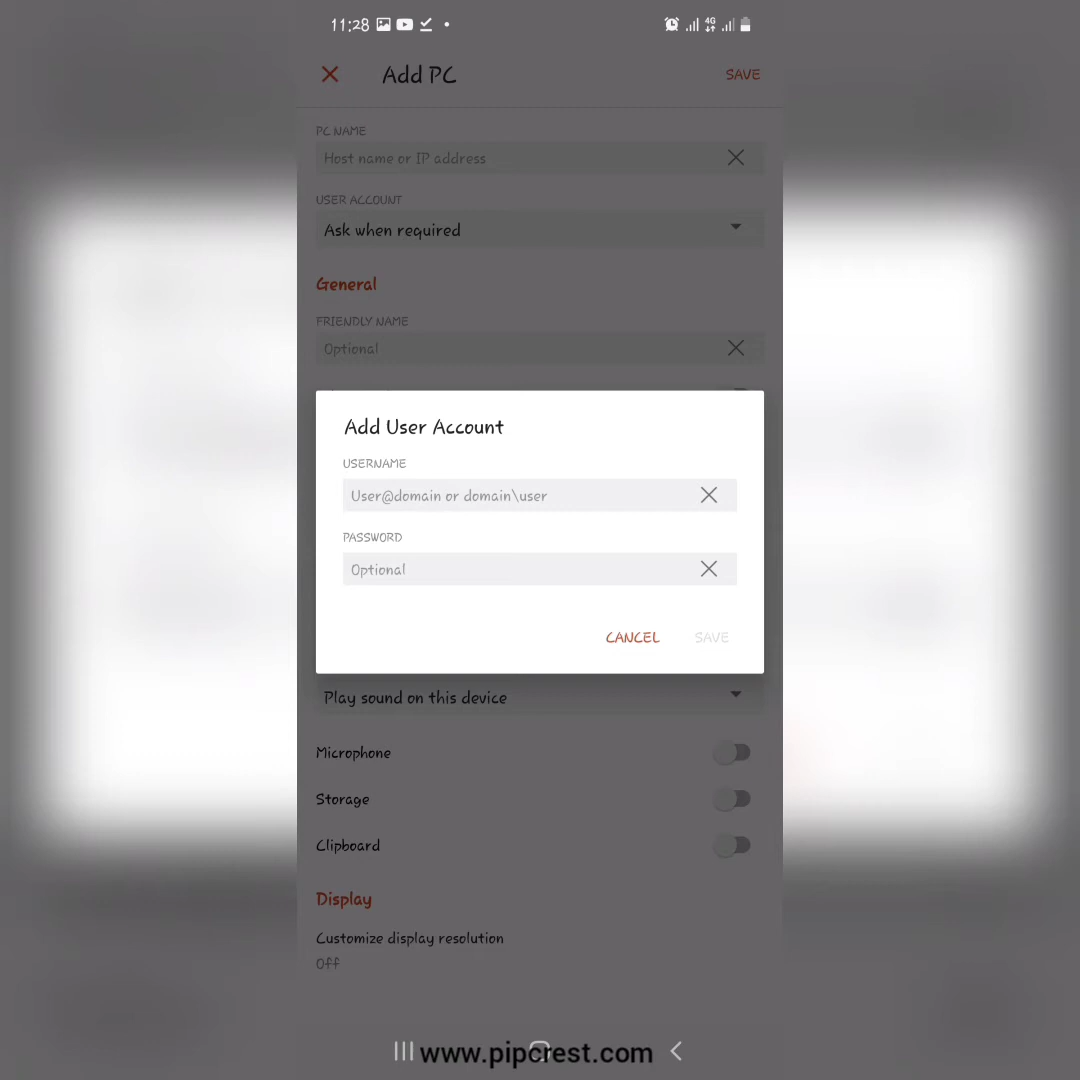 11:28
4G
Add PC
SAVE
PC NAME
Host name or IP address
USER ACCOUNT
Ask when required
General
FRIENDLY NAME
Optional
Add User Account
USERNAME
User@domain or domain\user
PASSWORD
Optional
CANCEL
SAVE
Play sound on this device
Microphone
Storage
Clipboard
Display
Customize display resolution
Off
www.pipcrest.com